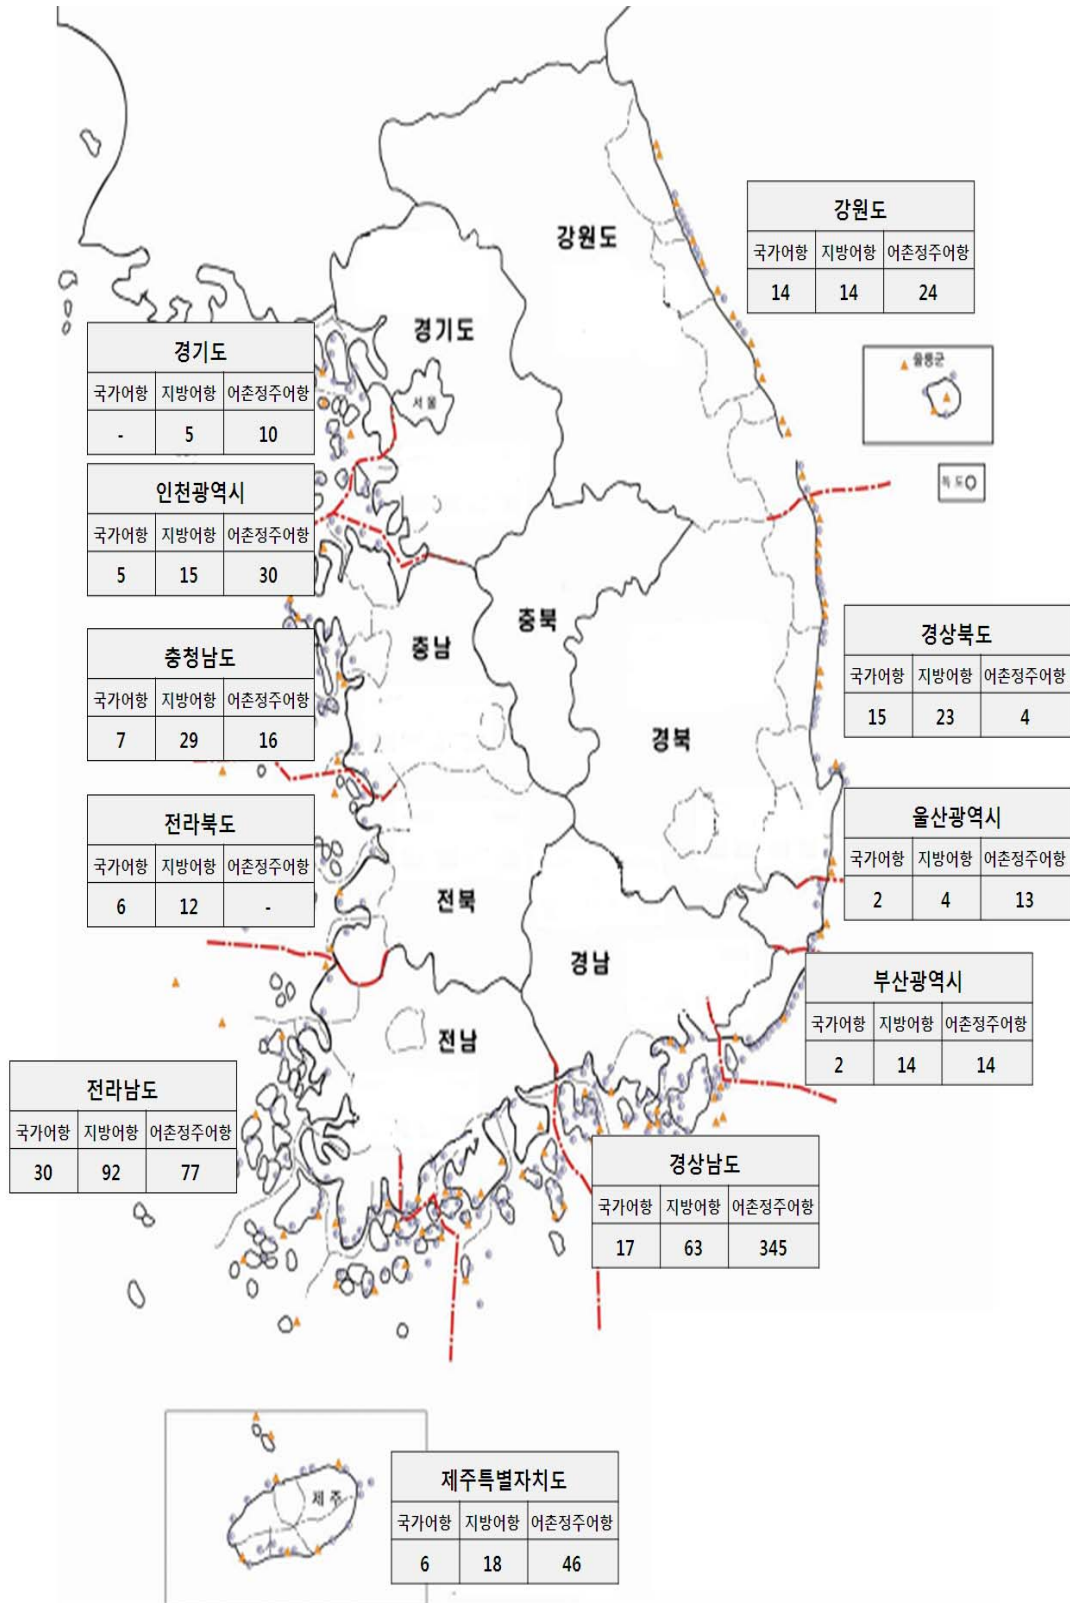 강원도
국가어항 지방어항 어촌정주어항
14 14 24
강원도
경기도
서울
울릉군
독도
경기도
국가어항 지방어항 어촌정주어항
- 5 10
인천광역시
국가어항 지방어항 어촌정주어항
5 15 30
충북
충남
충청남도
국가어항 지방어항 어촌정주어항
7 29 16
경상북도
국가어항 지방어항 어촌정주어항
15 23 4
경북
전라북도
국가어항 지방어항 어촌정주어항
6 12 -
울산광역시
국가어항 지방어항 어촌정주어항
2 4 13
전북
경남
부산광역시
국가어항 지방어항 어촌정주어항
2 14 14
전남
전라남도
국가어항 지방어항 어촌정주어항
30 92 77
경상남도
국가어항 지방어항 어촌정주어항
17 63 345
제주
제주특별자치도
국가어항 지방어항 어촌정주어항
6 18 46